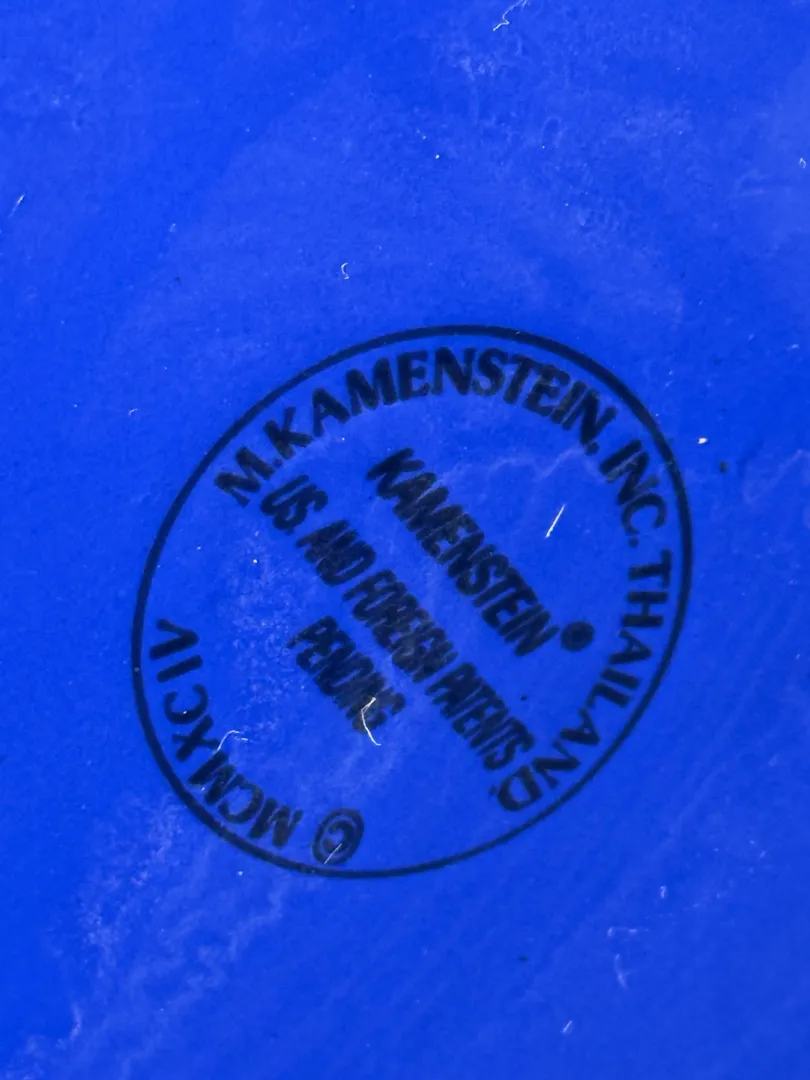 M.KAMENSTEIN, INC. THAILAND.
KAMENSTEIN®
US AND FOREIGN PATENTS
PENDING
© MCMXCIV